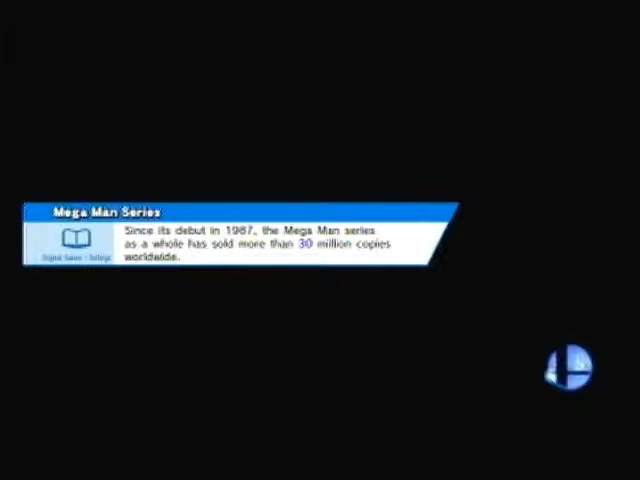 Mega Man Series
Since its debut in 1987, the Mega Man series
as a whole has sold more than 30 million copies
worldwide.